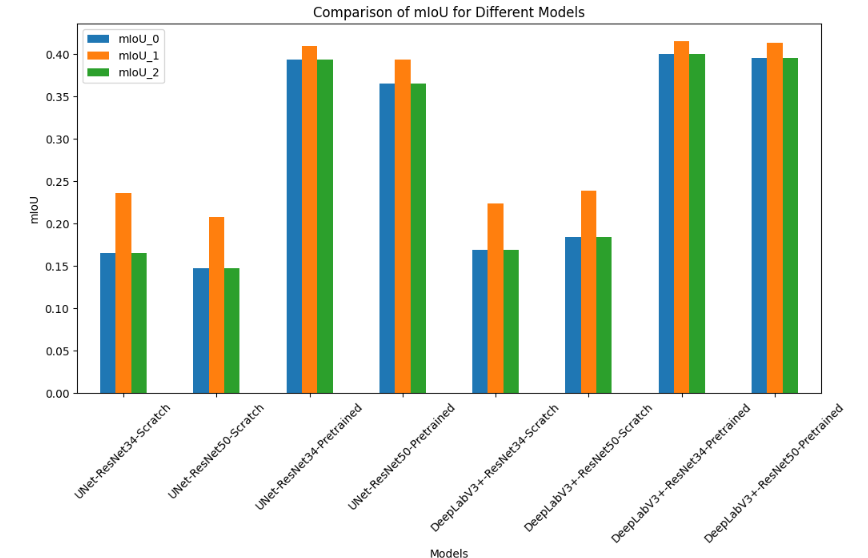 Comparison of mIoU for Different Models
mIoU_0
mIoU_1
mIoU_2
0.40
0.35
0.30
0.25
0.20
0.15
0.10
0.05
0.00
mIoU
UNet-ResNet34-Scratch
UNet-ResNet50-Scratch
UNet-ResNet34-Pretrained
UNet-ResNet50-Pretrained
DeepLabV3+-ResNet34-Scratch
DeepLabV3+-ResNet50-Scratch
DeepLabV3+-ResNet34-Pretrained
DeepLabV3+-ResNet50-Pretrained
Models